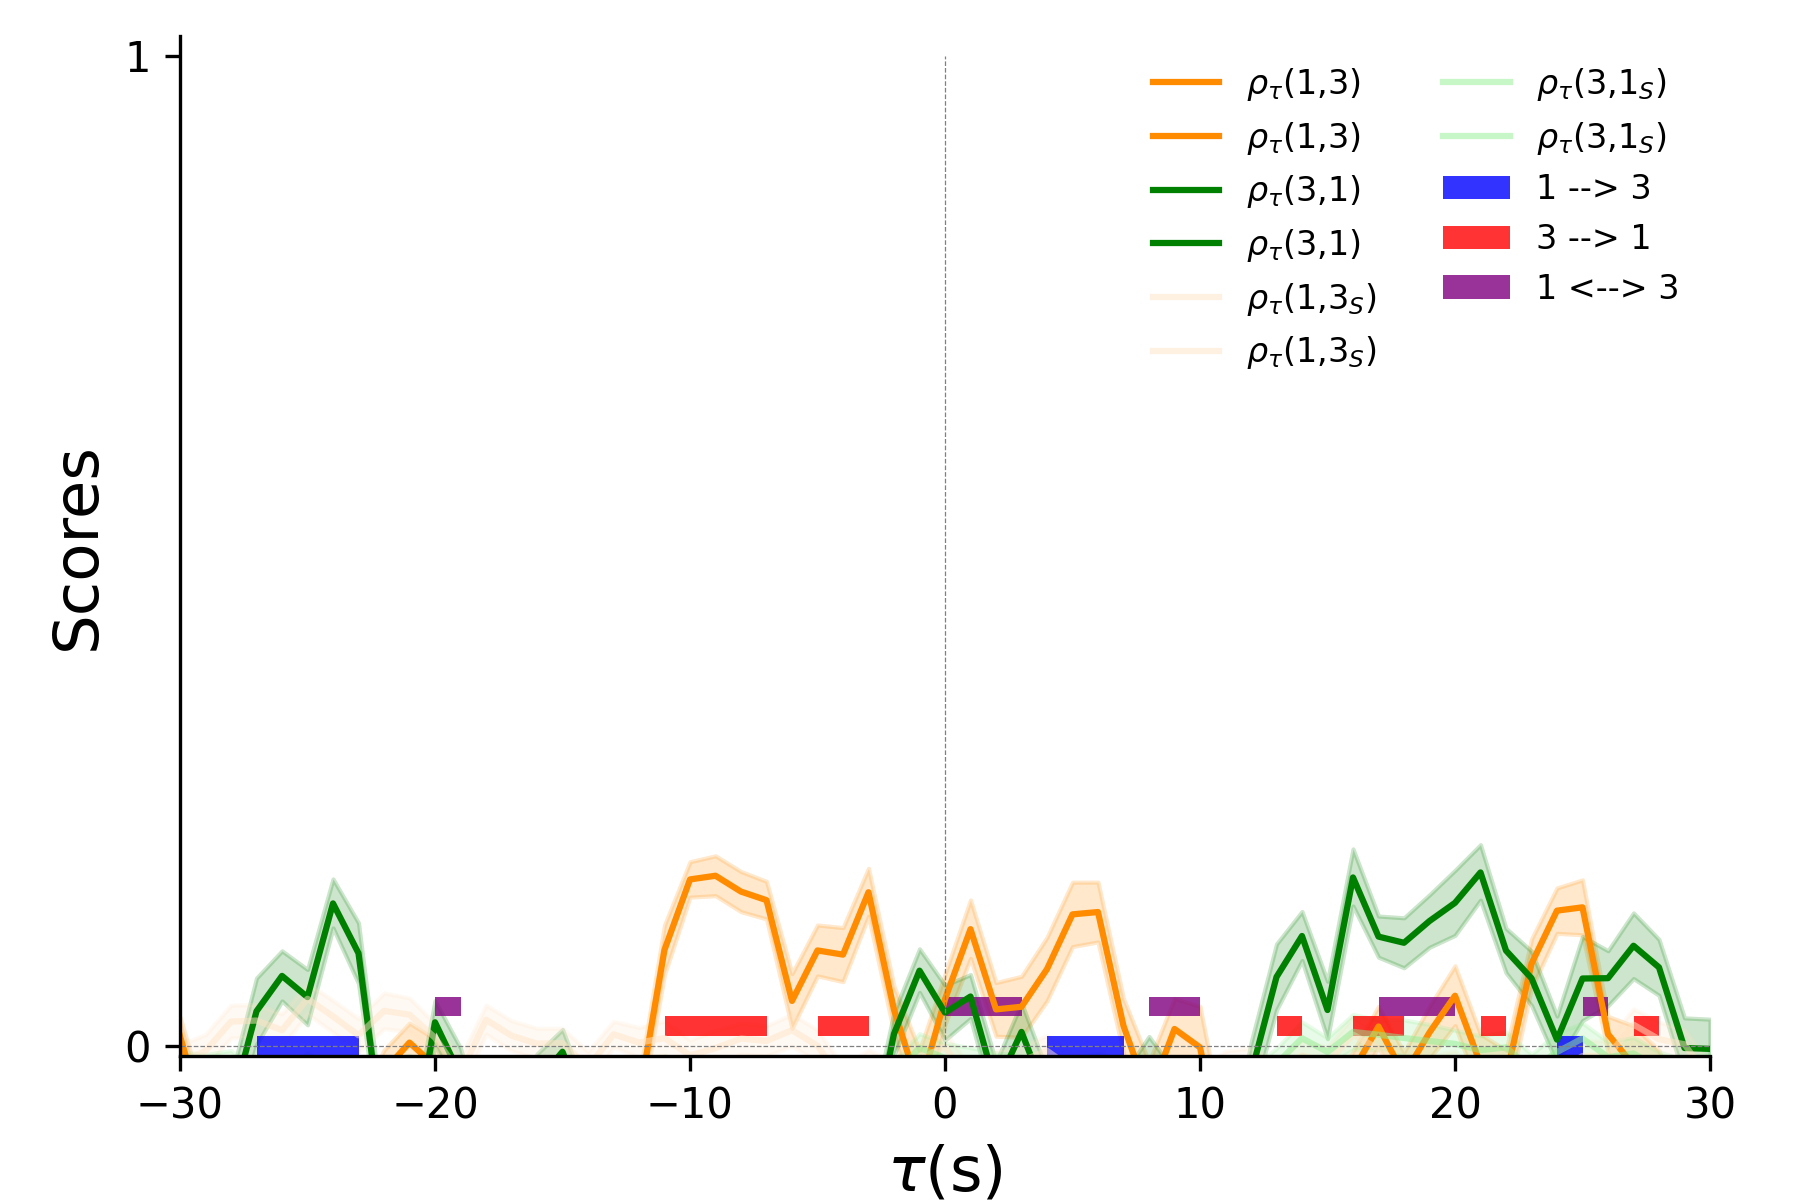 1
ρτ(1,3)
ρτ(1,3)
ρτ(3,1)
ρτ(3,1)
ρτ(1,3S)
ρτ(1,3S)
ρτ(3,1S)
ρτ(3,1S)
1 --> 3
3 --> 1
1 <--> 3
Scores
0
−30 −20 −10 0 10 20 30
τ(s)